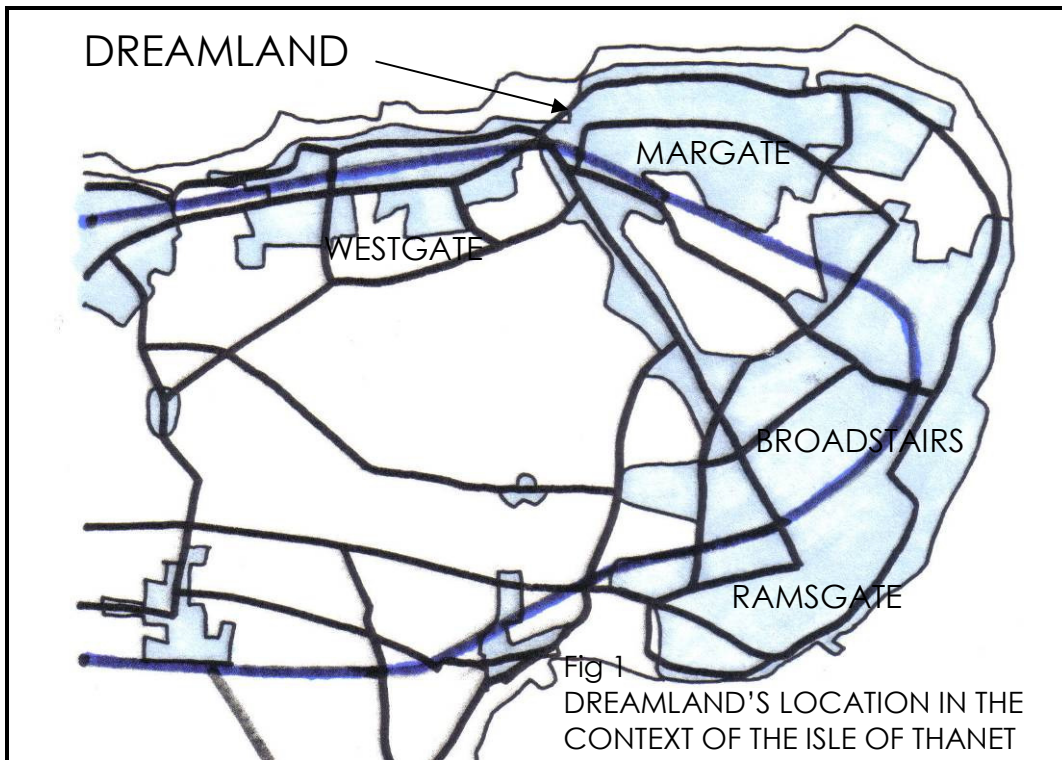 DREAMLAND
MARGATE
WESTGATE
BROADSTAIRS
RAMSGATE
Fig 1
DREAMLAND’S LOCATION IN THE
CONTEXT OF THE ISLE OF THANET